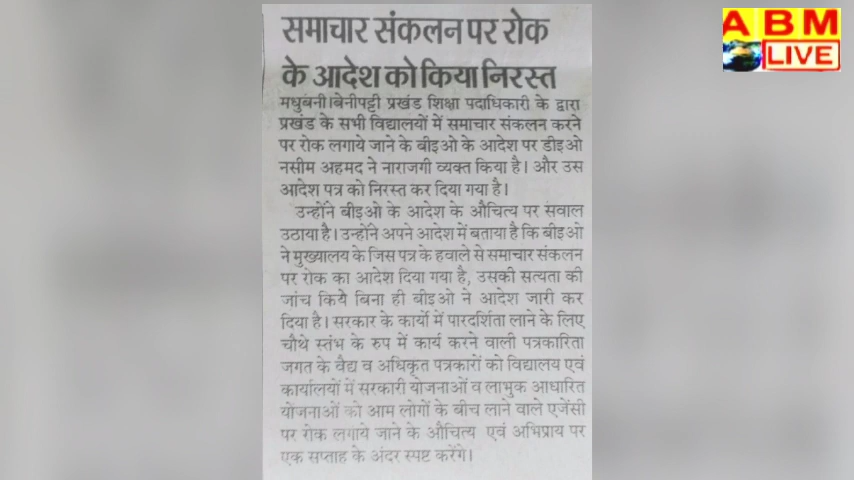 समाचार संकलन पर रोक
के आदेश को किया निरस्त
मधुबनी।बेनीपट्टी प्रखंड शिक्षा पदाधिकारी के द्वारा
प्रखंड के सभी विद्यालयों में समाचार संकलन करने
पर रोक लगाये जाने के बीइओ के आदेश पर डीइओ
नसीम अहमद ने नाराजगी व्यक्त किया है। और उस
आदेश पत्र को निरस्त कर दिया गया है।
उन्होंने बीइओ के आदेश के औचित्य पर सवाल
उठाया है। उन्होंने अपने आदेश में बताया है कि बीइओ
ने मुख्यालय के जिस पत्र के हवाले से समाचार संकलन
पर रोक का आदेश दिया गया है, उसकी सत्यता की
जांच किये बिना ही बीइओ ने आदेश जारी कर
दिया है। सरकार के कार्यो में पारदर्शिता लाने के लिए
चौथे स्तंभ के रुप में कार्य करने वाली पत्रकारिता
जगत के वैद्य व अधिकृत पत्रकारों को विद्यालय एवं
कार्यालयों में सरकारी योजनाओं व लाभुक आधारित
योजनाओं को आम लोगों के बीच लाने वाले एजेंसी
पर रोक लगाये जाने के औचित्य एवं अभिप्राय पर
एक सप्ताह के अंदर स्पष्ट करेंगे।
ABM
LIVE